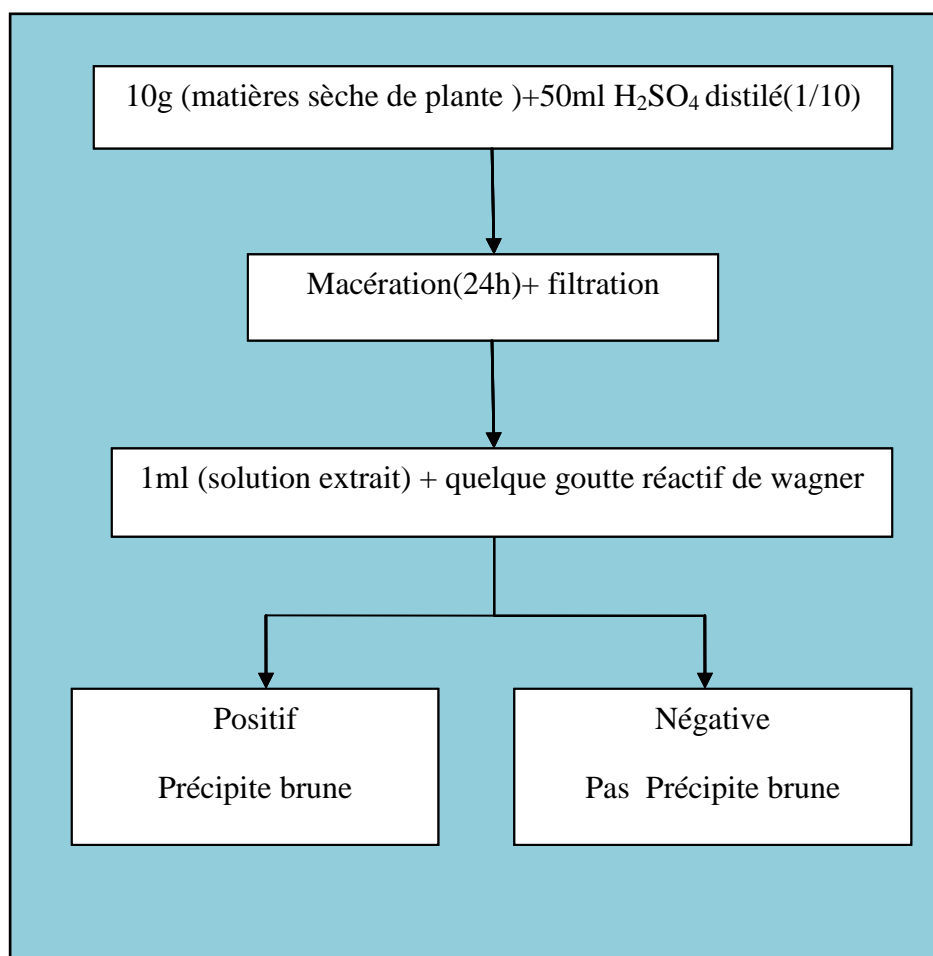 10g (matières sèche de plante )+50ml H₂SO₄ distilé(1/10)
Macération(24h)+ filtration
1ml (solution extrait) + quelque goutte réactif de wagner
Positif
Précipite brune
Négative
Pas Précipite brune